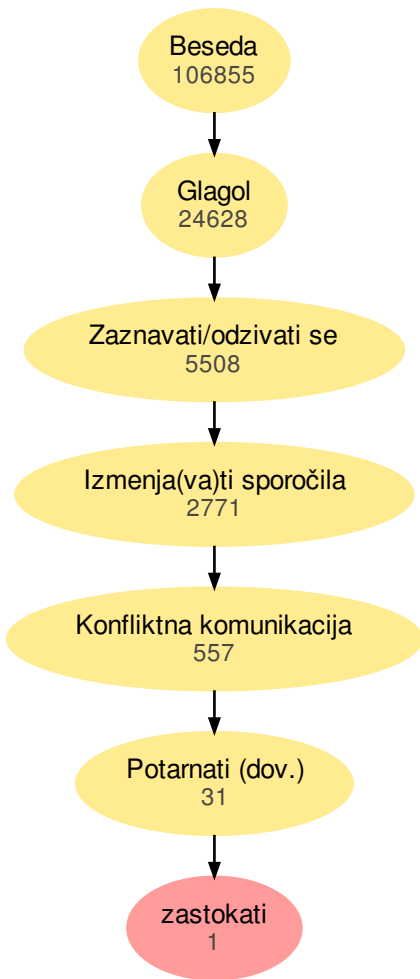 Beseda
106855
Glagol
24628
Zaznavati/odzivati se
5508
Izmenja(va)ti sporočila
2771
Konfliktna komunikacija
557
Potarnati (dov.)
31
zastokati
1